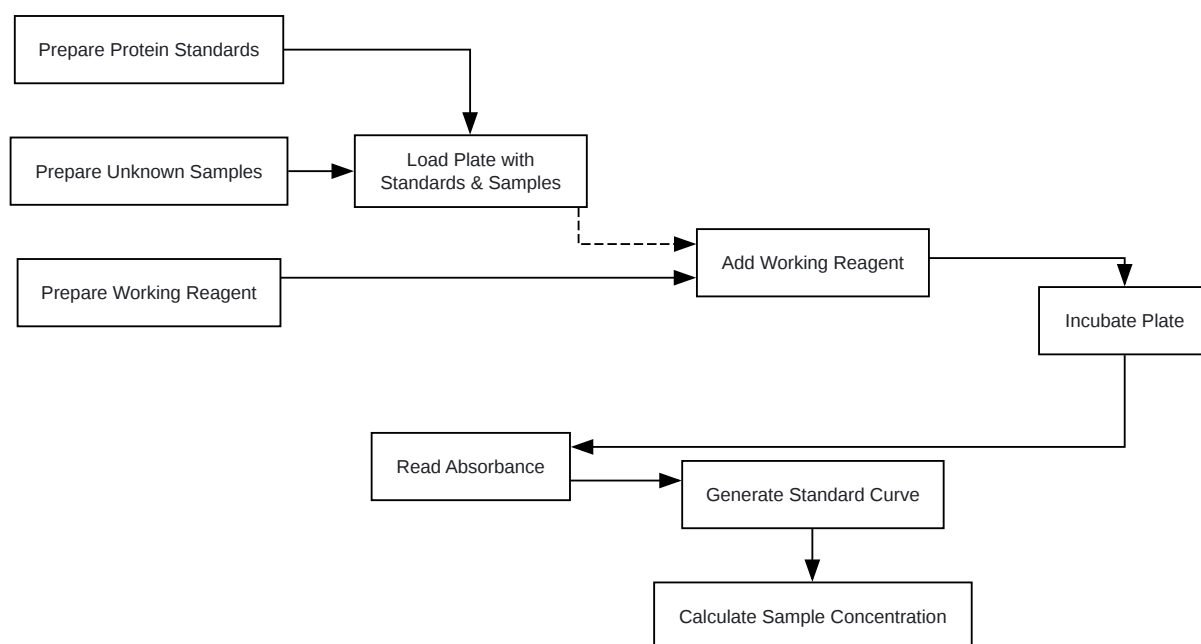 Prepare Protein Standards
Prepare Unknown Samples
Load Plate with
Standards & Samples
Add Working Reagent
Prepare Working Reagent
Incubate Plate
Read Absorbance
Generate Standard Curve
Calculate Sample Concentration